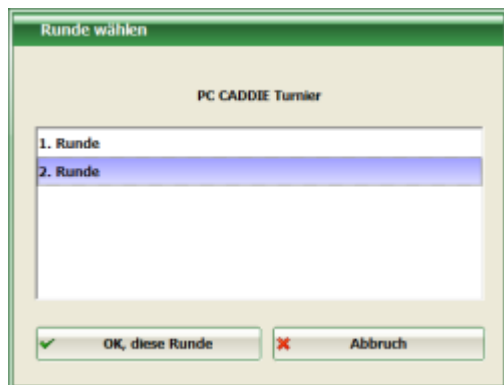 Runde wählen
PC CADDIE Turnier
1. Runde
2. Runde
OK, diese Runde
Abbruch